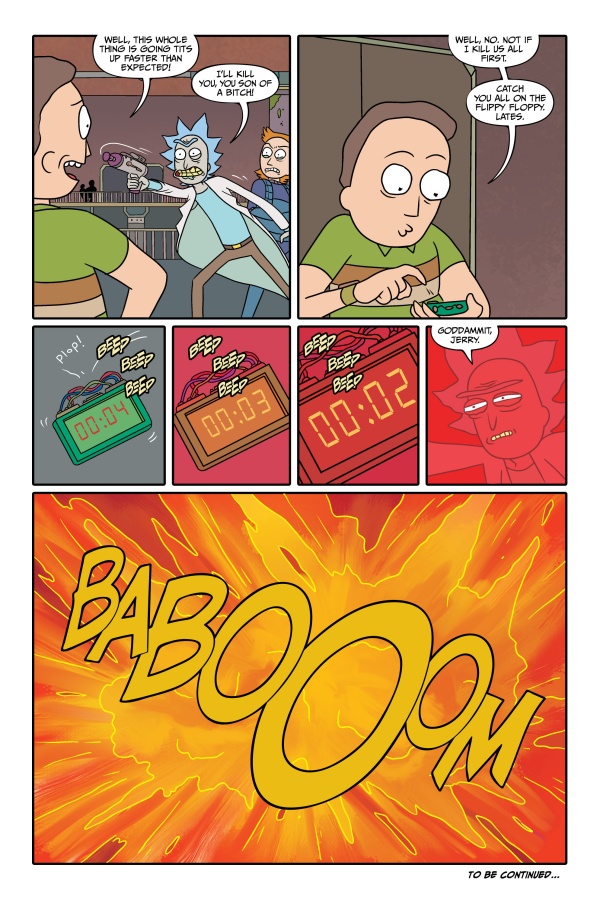 WELL, THIS WHOLE
THING IS GOING TITS
UP FASTER THAN
EXPECTED!
I'LL KILL
YOU, YOU SON OF
A BITCH!
WELL, NO. NOT IF
I KILL US ALL
FIRST.
CATCH
YOU ALL ON THE
FLIPPY FLOPPY.
LATES.
plop!
BEEP
BEEP
BEEP
00:04
BEEP
BEEP
BEEP
00:03
BEEP
BEEP
BEEP
00:02
GODDAMMIT,
JERRY.
BABOOOM
TO BE CONTINUED...